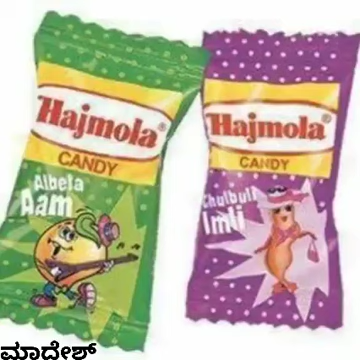 Hajmola®
CANDY
Albela
Aam
Hajmola®
CANDY
Chulbuli
Imli
ಮಾದೇಶ್